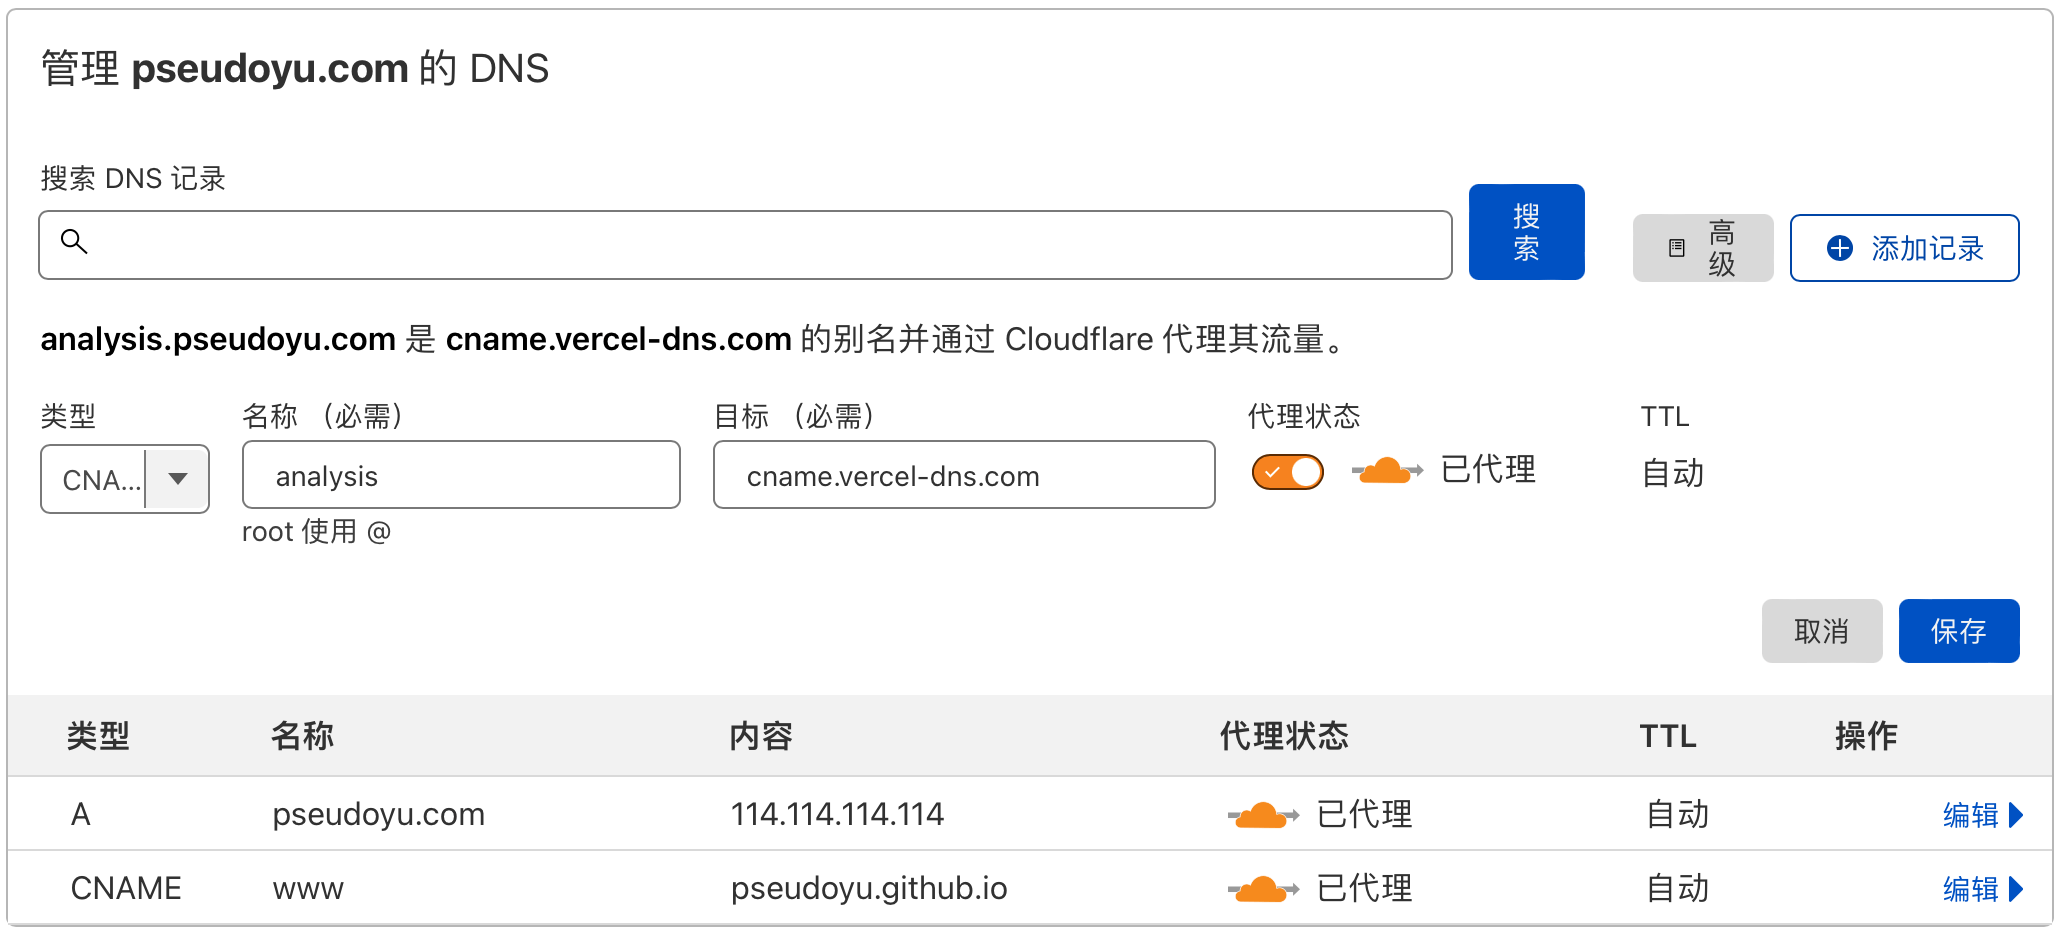 管理 pseudoyu.com 的 DNS
搜索 DNS 记录
搜索
高级
添加记录
analysis.pseudoyu.com 是 cname.vercel-dns.com 的别名并通过 Cloudflare 代理其流量。
类型 名称 （必需） 目标 （必需） 代理状态 TTL
CNA... analysis cname.vercel-dns.com 已代理 自动
root 使用 @
取消 保存
类型 名称 内容 代理状态 TTL 操作
A pseudoyu.com 114.114.114.114 已代理 自动 编辑
CNAME www pseudoyu.github.io 已代理 自动 编辑